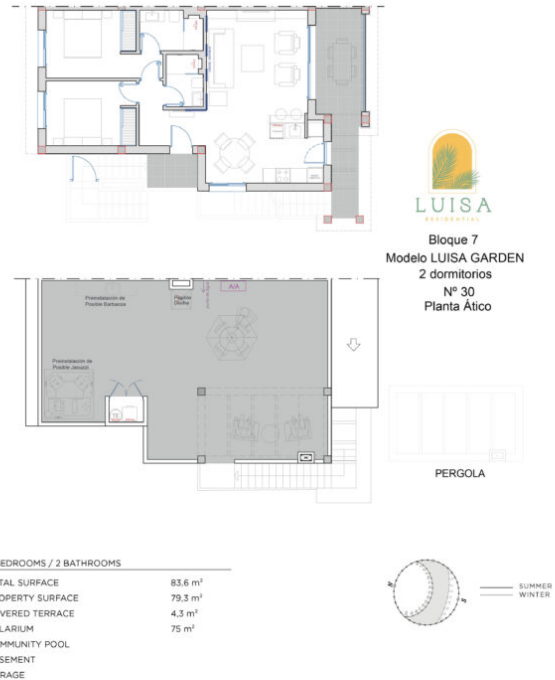 LUISA
RESIDENTIAL
Bloque 7
Modelo LUISA GARDEN
2 dormitorios
Nº 30
Planta Ático
A/A
Preinstalación de
Posible Barbacoa
Preinstalación de
Posible Jacuzzi
PERGOLA
EDROOMS / 2 BATHROOMS
TAL SURFACE 83,6 m²
OPERTY SURFACE 79,3 m²
VERED TERRACE 4,3 m²
LARIUM 75 m²
MMUNITY POOL
SEMENT
RAGE
N
S
SUMMER
WINTER